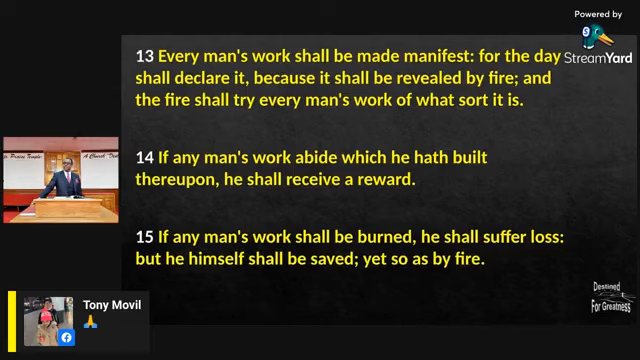 Powered by
StreamYard
13 Every man's work shall be made manifest: for the day
shall declare it, because it shall be revealed by fire; and
the fire shall try every man's work of what sort it is.
14 If any man's work abide which he hath built
thereupon, he shall receive a reward.
15 If any man's work shall be burned, he shall suffer loss:
but he himself shall be saved; yet so as by fire.
Praise Temple
A Church
Destined
For Greatness
Tony Movil
🙏